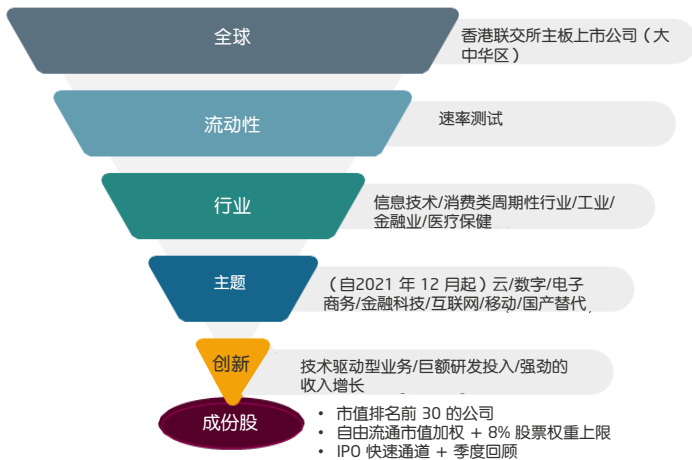 全球
香港联交所主板上市公司（大
中华区）
流动性
速率测试
行业
信息技术/消费类周期性行业/工业/
金融业/医疗保健
主题
（自2021 年 12 月起）云/数字/电子
商务/金融科技/互联网/移动/国产替代
创新
技术驱动型业务/巨额研发投入/强劲的
收入增长
成份股
• 市值排名前 30 的公司
• 自由流通市值加权 + 8% 股票权重上限
• IPO 快速通道 + 季度回顾